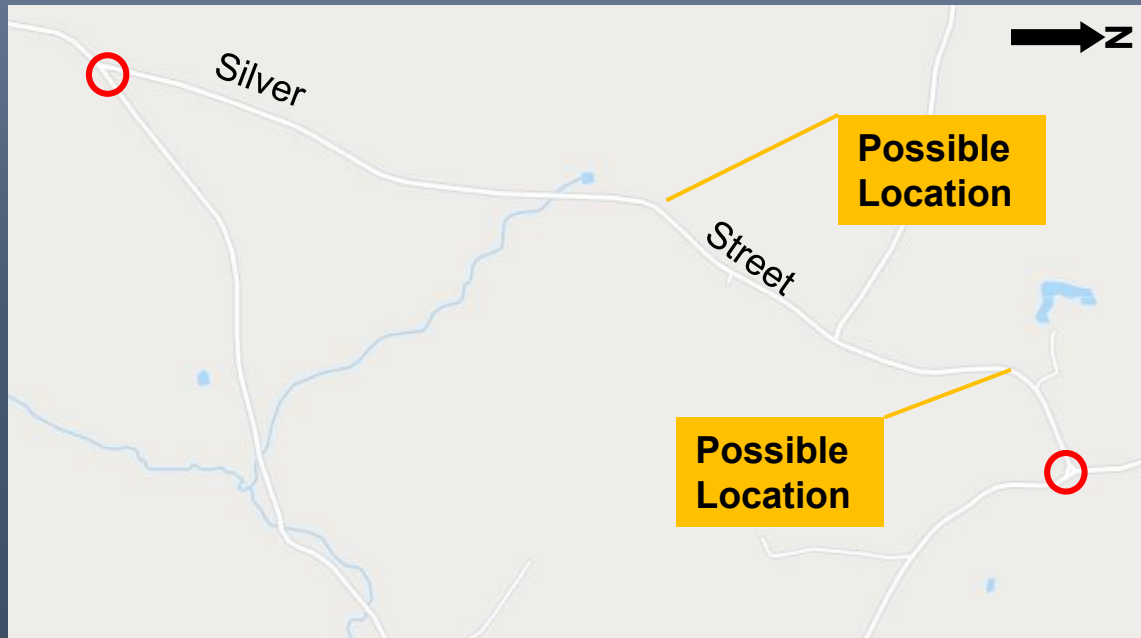 N
Silver
Possible
Location
Street
Possible
Location